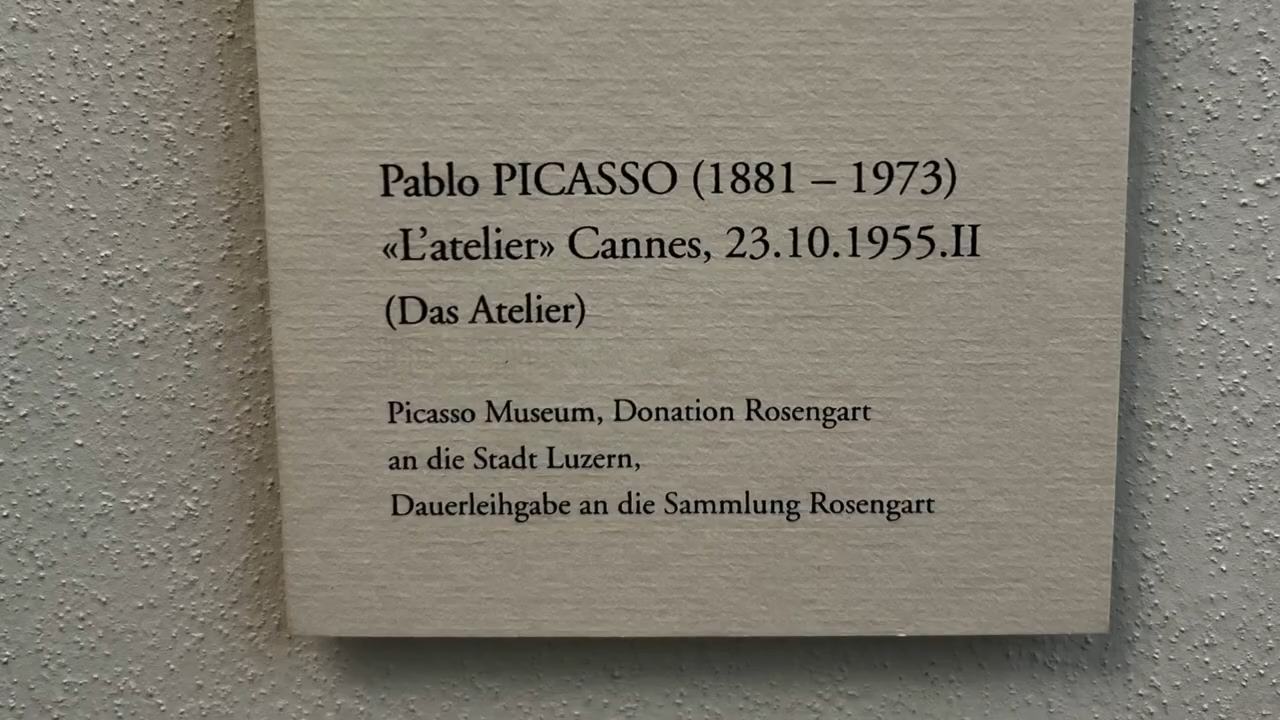 Pablo PICASSO (1881 – 1973)
«L’atelier» Cannes, 23.10.1955.II
(Das Atelier)
Picasso Museum, Donation Rosengart
an die Stadt Luzern,
Dauerleihgabe an die Sammlung Rosengart